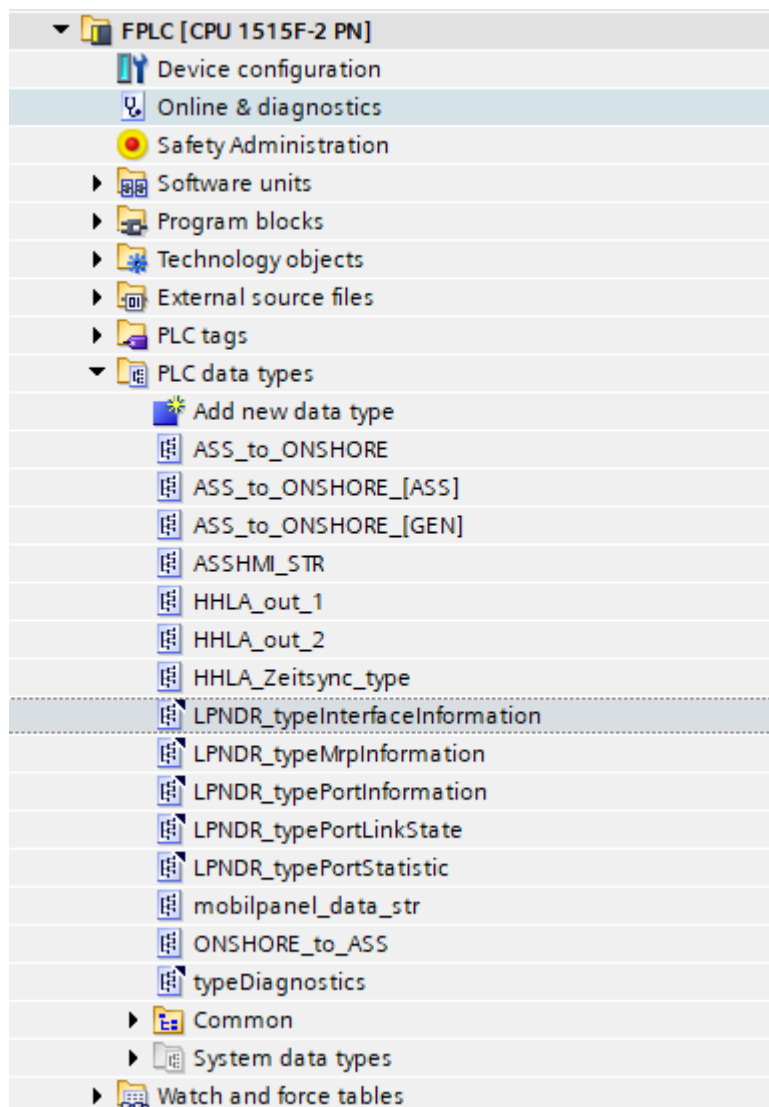 FPLC [CPU 1515F-2 PN]
Device configuration
Online & diagnostics
Safety Administration
Software units
Program blocks
Technology objects
External source files
PLC tags
PLC data types
Add new data type
ASS_to_ONSHORE
ASS_to_ONSHORE_[ASS]
ASS_to_ONSHORE_[GEN]
ASSHMI_STR
HHLA_out_1
HHLA_out_2
HHLA_Zeitsync_type
LPNDR_typeInterfaceInformation
LPNDR_typeMrpInformation
LPNDR_typePortInformation
LPNDR_typePortLinkState
LPNDR_typePortStatistic
mobilpanel_data_str
ONSHORE_to_ASS
typeDiagnostics
Common
System data types
Watch and force tables